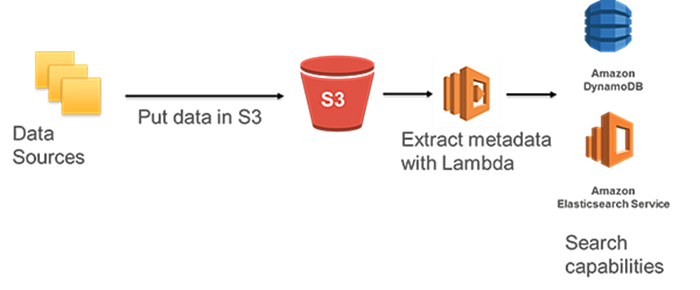 Data
Sources
Put data in S3
S3
Extract metadata
with Lambda
Amazon
DynamoDB
Amazon
Elasticsearch Service
Search
capabilities